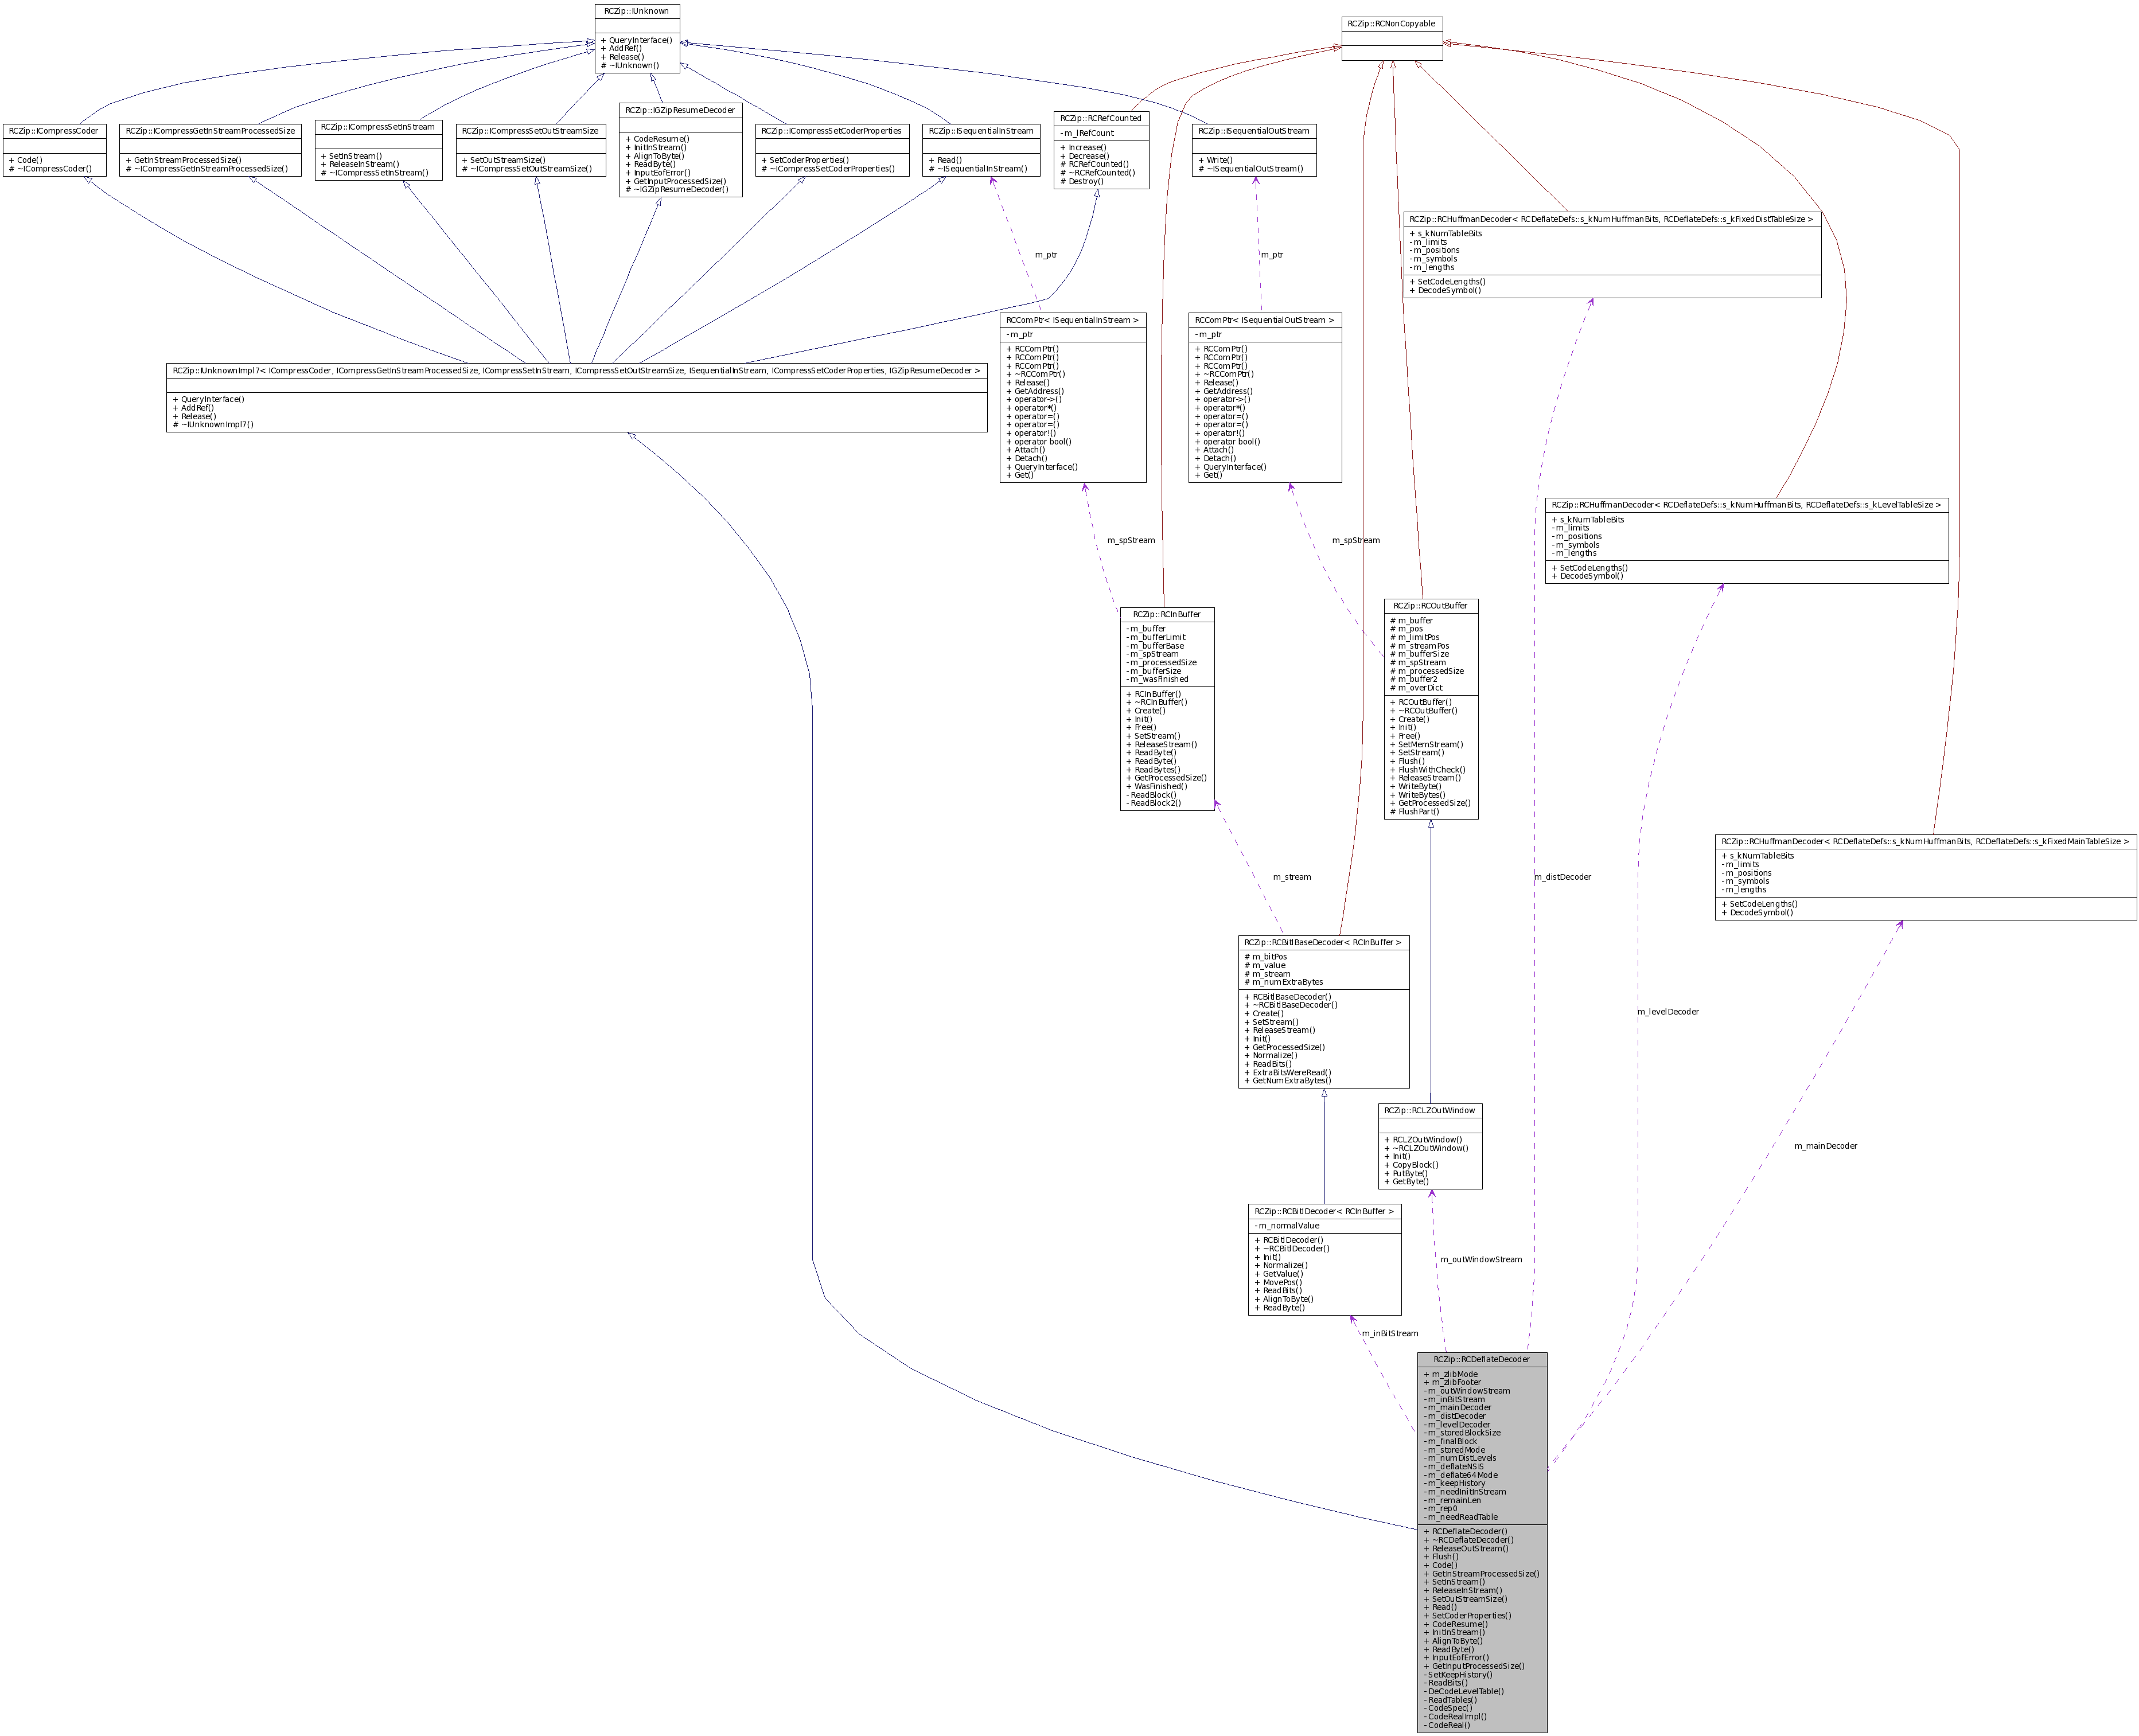 RCZip::IUnknown
+ QueryInterface()
+ AddRef()
+ Release()
# ~IUnknown()
RCZip::RCNonCopyable
RCZip::ICompressCoder
+ Code()
# ~ICompressCoder()
RCZip::ICompressGetInStreamProcessedSize
+ GetInStreamProcessedSize()
# ~ICompressGetInStreamProcessedSize()
RCZip::ICompressSetInStream
+ SetInStream()
+ ReleaseInStream()
# ~ICompressSetInStream()
RCZip::ICompressSetOutStreamSize
+ SetOutStreamSize()
# ~ICompressSetOutStreamSize()
RCZip::IGZipResumeDecoder
+ CodeResume()
+ InitInStream()
+ AlignToByte()
+ ReadByte()
+ InputEofError()
+ GetInputProcessedSize()
# ~IGZipResumeDecoder()
RCZip::ICompressSetCoderProperties
+ SetCoderProperties()
# ~ICompressSetCoderProperties()
RCZip::ISequentialInStream
+ Read()
# ~ISequentialInStream()
RCZip::RCRefCounted
- m_lRefCount
+ Increase()
+ Decrease()
# RCRefCounted()
# ~RCRefCounted()
# Destroy()
RCZip::ISequentialOutStream
+ Write()
# ~ISequentialOutStream()
RCZip::RCHuffmanDecoder< RCDeflateDefs::s_kNumHuffmanBits, RCDeflateDefs::s_kFixedDistTableSize >
+ s_kNumTableBits
- m_limits
- m_positions
- m_symbols
- m_lengths
+ SetCodeLengths()
+ DecodeSymbol()
m_ptr
m_ptr
RCZip::IUnknownImpl7< ICompressCoder, ICompressGetInStreamProcessedSize, ICompressSetInStream, ICompressSetOutStreamSize, ISequentialInStream, ICompressSetCoderProperties, IGZipResumeDecoder >
+ QueryInterface()
+ AddRef()
+ Release()
# ~IUnknownImpl7()
RCComPtr< ISequentialInStream >
- m_ptr
+ RCComPtr()
+ RCComPtr()
+ RCComPtr()
+ ~RCComPtr()
+ Release()
+ GetAddress()
+ operator->()
+ operator*()
+ operator=()
+ operator=()
+ operator!()
+ operator bool()
+ Attach()
+ Detach()
+ QueryInterface()
+ Get()
RCComPtr< ISequentialOutStream >
- m_ptr
+ RCComPtr()
+ RCComPtr()
+ RCComPtr()
+ ~RCComPtr()
+ Release()
+ GetAddress()
+ operator->()
+ operator*()
+ operator=()
+ operator=()
+ operator!()
+ operator bool()
+ Attach()
+ Detach()
+ QueryInterface()
+ Get()
RCZip::RCHuffmanDecoder< RCDeflateDefs::s_kNumHuffmanBits, RCDeflateDefs::s_kLevelTableSize >
+ s_kNumTableBits
- m_limits
- m_positions
- m_symbols
- m_lengths
+ SetCodeLengths()
+ DecodeSymbol()
m_spStream
m_spStream
RCZip::RCInBuffer
- m_buffer
- m_bufferLimit
- m_bufferBase
- m_spStream
- m_processedSize
- m_bufferSize
- m_wasFinished
+ RCInBuffer()
+ ~RCInBuffer()
+ Create()
+ Init()
+ Free()
+ SetStream()
+ ReleaseStream()
+ ReadByte()
+ ReadByte()
+ ReadBytes()
+ GetProcessedSize()
+ WasFinished()
- ReadBlock()
- ReadBlock2()
RCZip::RCOutBuffer
# m_buffer
# m_pos
# m_limitPos
# m_streamPos
# m_bufferSize
# m_spStream
# m_processedSize
# m_buffer2
# m_overDict
+ RCOutBuffer()
+ ~RCOutBuffer()
+ Create()
+ Init()
+ Free()
+ SetMemStream()
+ SetStream()
+ Flush()
+ FlushWithCheck()
+ ReleaseStream()
+ WriteByte()
+ WriteBytes()
+ GetProcessedSize()
# FlushPart()
RCZip::RCHuffmanDecoder< RCDeflateDefs::s_kNumHuffmanBits, RCDeflateDefs::s_kFixedMainTableSize >
+ s_kNumTableBits
- m_limits
- m_positions
- m_symbols
- m_lengths
+ SetCodeLengths()
+ DecodeSymbol()
m_stream
m_distDecoder
RCZip::RCBitlBaseDecoder< RCInBuffer >
# m_bitPos
# m_value
# m_stream
# m_numExtraBytes
+ RCBitlBaseDecoder()
+ ~RCBitlBaseDecoder()
+ Create()
+ SetStream()
+ ReleaseStream()
+ Init()
+ GetProcessedSize()
+ Normalize()
+ ReadBits()
+ ExtraBitsWereRead()
+ GetNumExtraBytes()
m_levelDecoder
RCZip::RCLZOutWindow
+ RCLZOutWindow()
+ ~RCLZOutWindow()
+ Init()
+ CopyBlock()
+ PutByte()
+ GetByte()
m_mainDecoder
RCZip::RCBitlDecoder< RCInBuffer >
- m_normalValue
+ RCBitlDecoder()
+ ~RCBitlDecoder()
+ Init()
+ Normalize()
+ GetValue()
+ MovePos()
+ ReadBits()
+ AlignToByte()
+ ReadByte()
m_outWindowStream
m_inBitStream
RCZip::RCDeflateDecoder
+ m_zlibMode
+ m_zlibFooter
- m_outWindowStream
- m_inBitStream
- m_mainDecoder
- m_distDecoder
- m_levelDecoder
- m_storedBlockSize
- m_finalBlock
- m_storedMode
- m_numDistLevels
- m_deflateNSIS
- m_deflate64Mode
- m_keepHistory
- m_needInitInStream
- m_remainLen
- m_rep0
- m_needReadTable
+ RCDeflateDecoder()
+ ~RCDeflateDecoder()
+ ReleaseOutStream()
+ Flush()
+ Code()
+ GetInStreamProcessedSize()
+ SetInStream()
+ ReleaseInStream()
+ SetOutStreamSize()
+ Read()
+ SetCoderProperties()
+ CodeResume()
+ InitInStream()
+ AlignToByte()
+ ReadByte()
+ InputEofError()
+ GetInputProcessedSize()
- SetKeepHistory()
- ReadBits()
- DeCodeLevelTable()
- ReadTables()
- CodeSpec()
- CodeRealImpl()
- CodeReal()